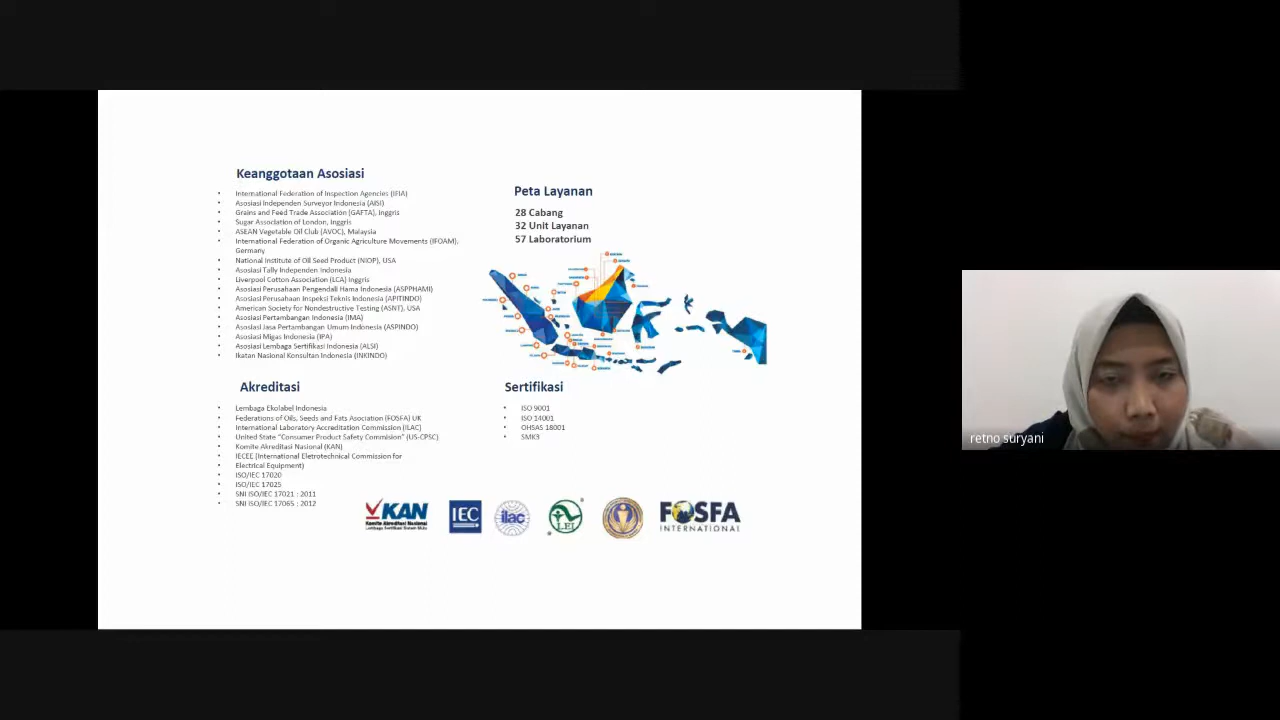 Keanggotaan Asosiasi
International Federation of Inspection Agencies (IFIA)
Asosiasi Independen Surveyor Indonesia (AISI)
Grains and Feed Trade Association (GAFTA), Inggris
Sugar Association of London, Inggris
ASEAN Vegetable Oil Club (AVOC), Malaysia
International Federation of Organic Agriculture Movements (IFOAM),
Germany
National Institute of Oil Seed Product (NIOP), USA
Asosiasi Tally Independen Indonesia
Liverpool Cotton Association (LCA) Inggris
Asosiasi Perusahaan Pengendali Hama Indonesia (ASPPHAMI)
Asosiasi Perusahaan Inspeksi Teknis Indonesia (APITINDO)
American Society for Nondestructive Testing (ASNT), USA
Asosiasi Pertambangan Indonesia (IMA)
Asosiasi Jasa Pertambangan Umum Indonesia (ASPINDO)
Asosiasi Migas Indonesia (IPA)
Asosiasi Lembaga Sertifikasi Indonesia (ALSI)
Ikatan Nasional Konsultan Indonesia (INKINDO)
Peta Layanan
28 Cabang
32 Unit Layanan
57 Laboratorium
Akreditasi
Lembaga Ekolabel Indonesia
Federations of Oils, Seeds and Fats Asociation (FOSFA) UK
International Laboratory Accreditation Commission (ILAC)
United State "Consumer Product Safety Commision" (US-CPSC)
Komite Akreditasi Nasional (KAN)
IECEE (International Eletrotechnical Commission for
Electrical Equipment)
ISO/IEC 17020
ISO/IEC 17025
SNI ISO/IEC 17021 : 2011
SNI ISO/IEC 17065 : 2012
Sertifikasi
ISO 9001
ISO 14001
OHSAS 18001
SMK3
KAN
Komite Akreditasi Nasional
Lembaga Sertifikasi Sistem Mutu
IEC
ilac
LEI
FOSFA
INTERNATIONAL
retno suryani